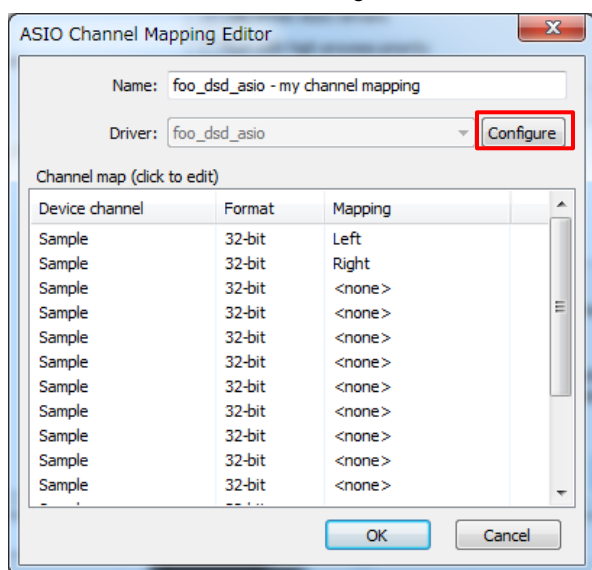 ASIO Channel Mapping Editor
Name: foo_dsd_asio - my channel mapping
Driver: foo_dsd_asio Configure
Channel map (click to edit)
Device channel Format Mapping
Sample 32-bit Left
Sample 32-bit Right
Sample 32-bit <none>
Sample 32-bit <none>
Sample 32-bit <none>
Sample 32-bit <none>
Sample 32-bit <none>
Sample 32-bit <none>
Sample 32-bit <none>
Sample 32-bit <none>
Sample 32-bit <none>
OK Cancel